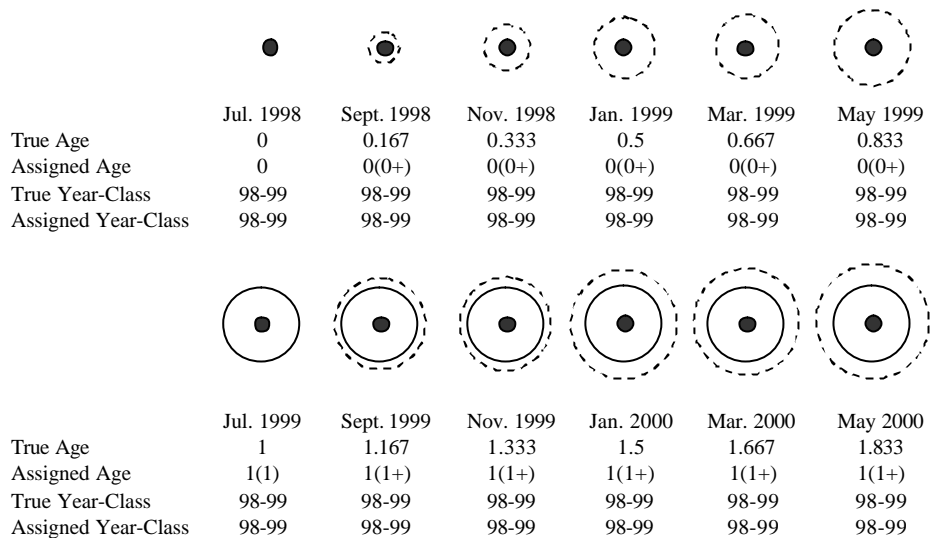 Jul. 1998 Sept. 1998 Nov. 1998 Jan. 1999 Mar. 1999 May 1999
True Age 0 0.167 0.333 0.5 0.667 0.833
Assigned Age 0 0(0+) 0(0+) 0(0+) 0(0+) 0(0+)
True Year-Class 98-99 98-99 98-99 98-99 98-99 98-99
Assigned Year-Class 98-99 98-99 98-99 98-99 98-99 98-99
Jul. 1999 Sept. 1999 Nov. 1999 Jan. 2000 Mar. 2000 May 2000
True Age 1 1.167 1.333 1.5 1.667 1.833
Assigned Age 1(1) 1(1+) 1(1+) 1(1+) 1(1+) 1(1+)
True Year-Class 98-99 98-99 98-99 98-99 98-99 98-99
Assigned Year-Class 98-99 98-99 98-99 98-99 98-99 98-99